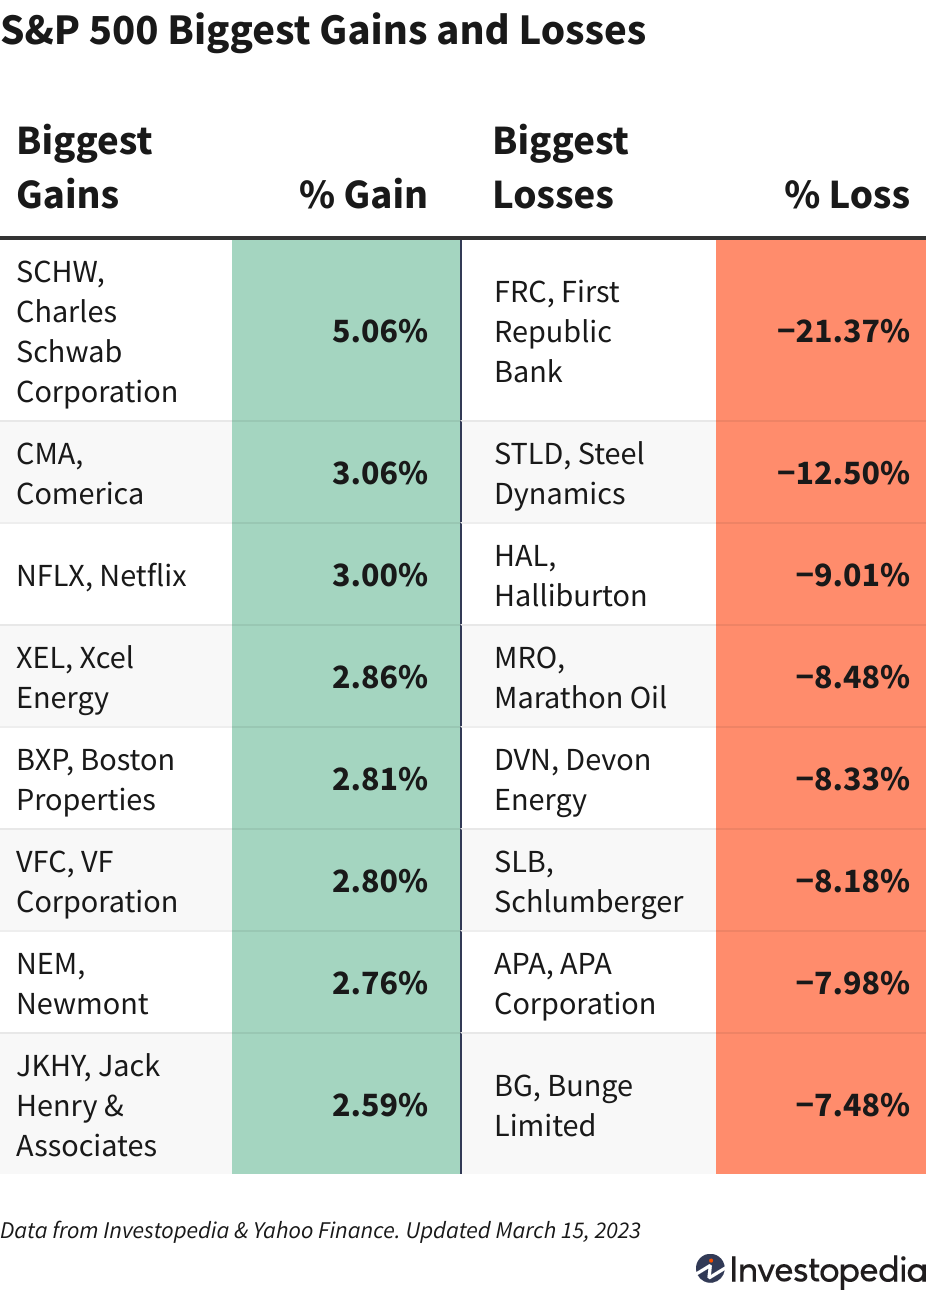 S&P 500 Biggest Gains and Losses
Biggest
Gains
% Gain
Biggest
Losses
% Loss
SCHW,
Charles
Schwab
Corporation
5.06%
FRC, First
Republic
Bank
−21.37%
CMA,
Comerica
3.06%
STLD, Steel
Dynamics
−12.50%
NFLX, Netflix
3.00%
HAL,
Halliburton
−9.01%
XEL, Xcel
Energy
2.86%
MRO,
Marathon Oil
−8.48%
BXP, Boston
Properties
2.81%
DVN, Devon
Energy
−8.33%
VFC, VF
Corporation
2.80%
SLB,
Schlumberger
−8.18%
NEM,
Newmont
2.76%
APA, APA
Corporation
−7.98%
JKHY, Jack
Henry &
Associates
2.59%
BG, Bunge
Limited
−7.48%
Data from Investopedia & Yahoo Finance. Updated March 15, 2023
Investopedia